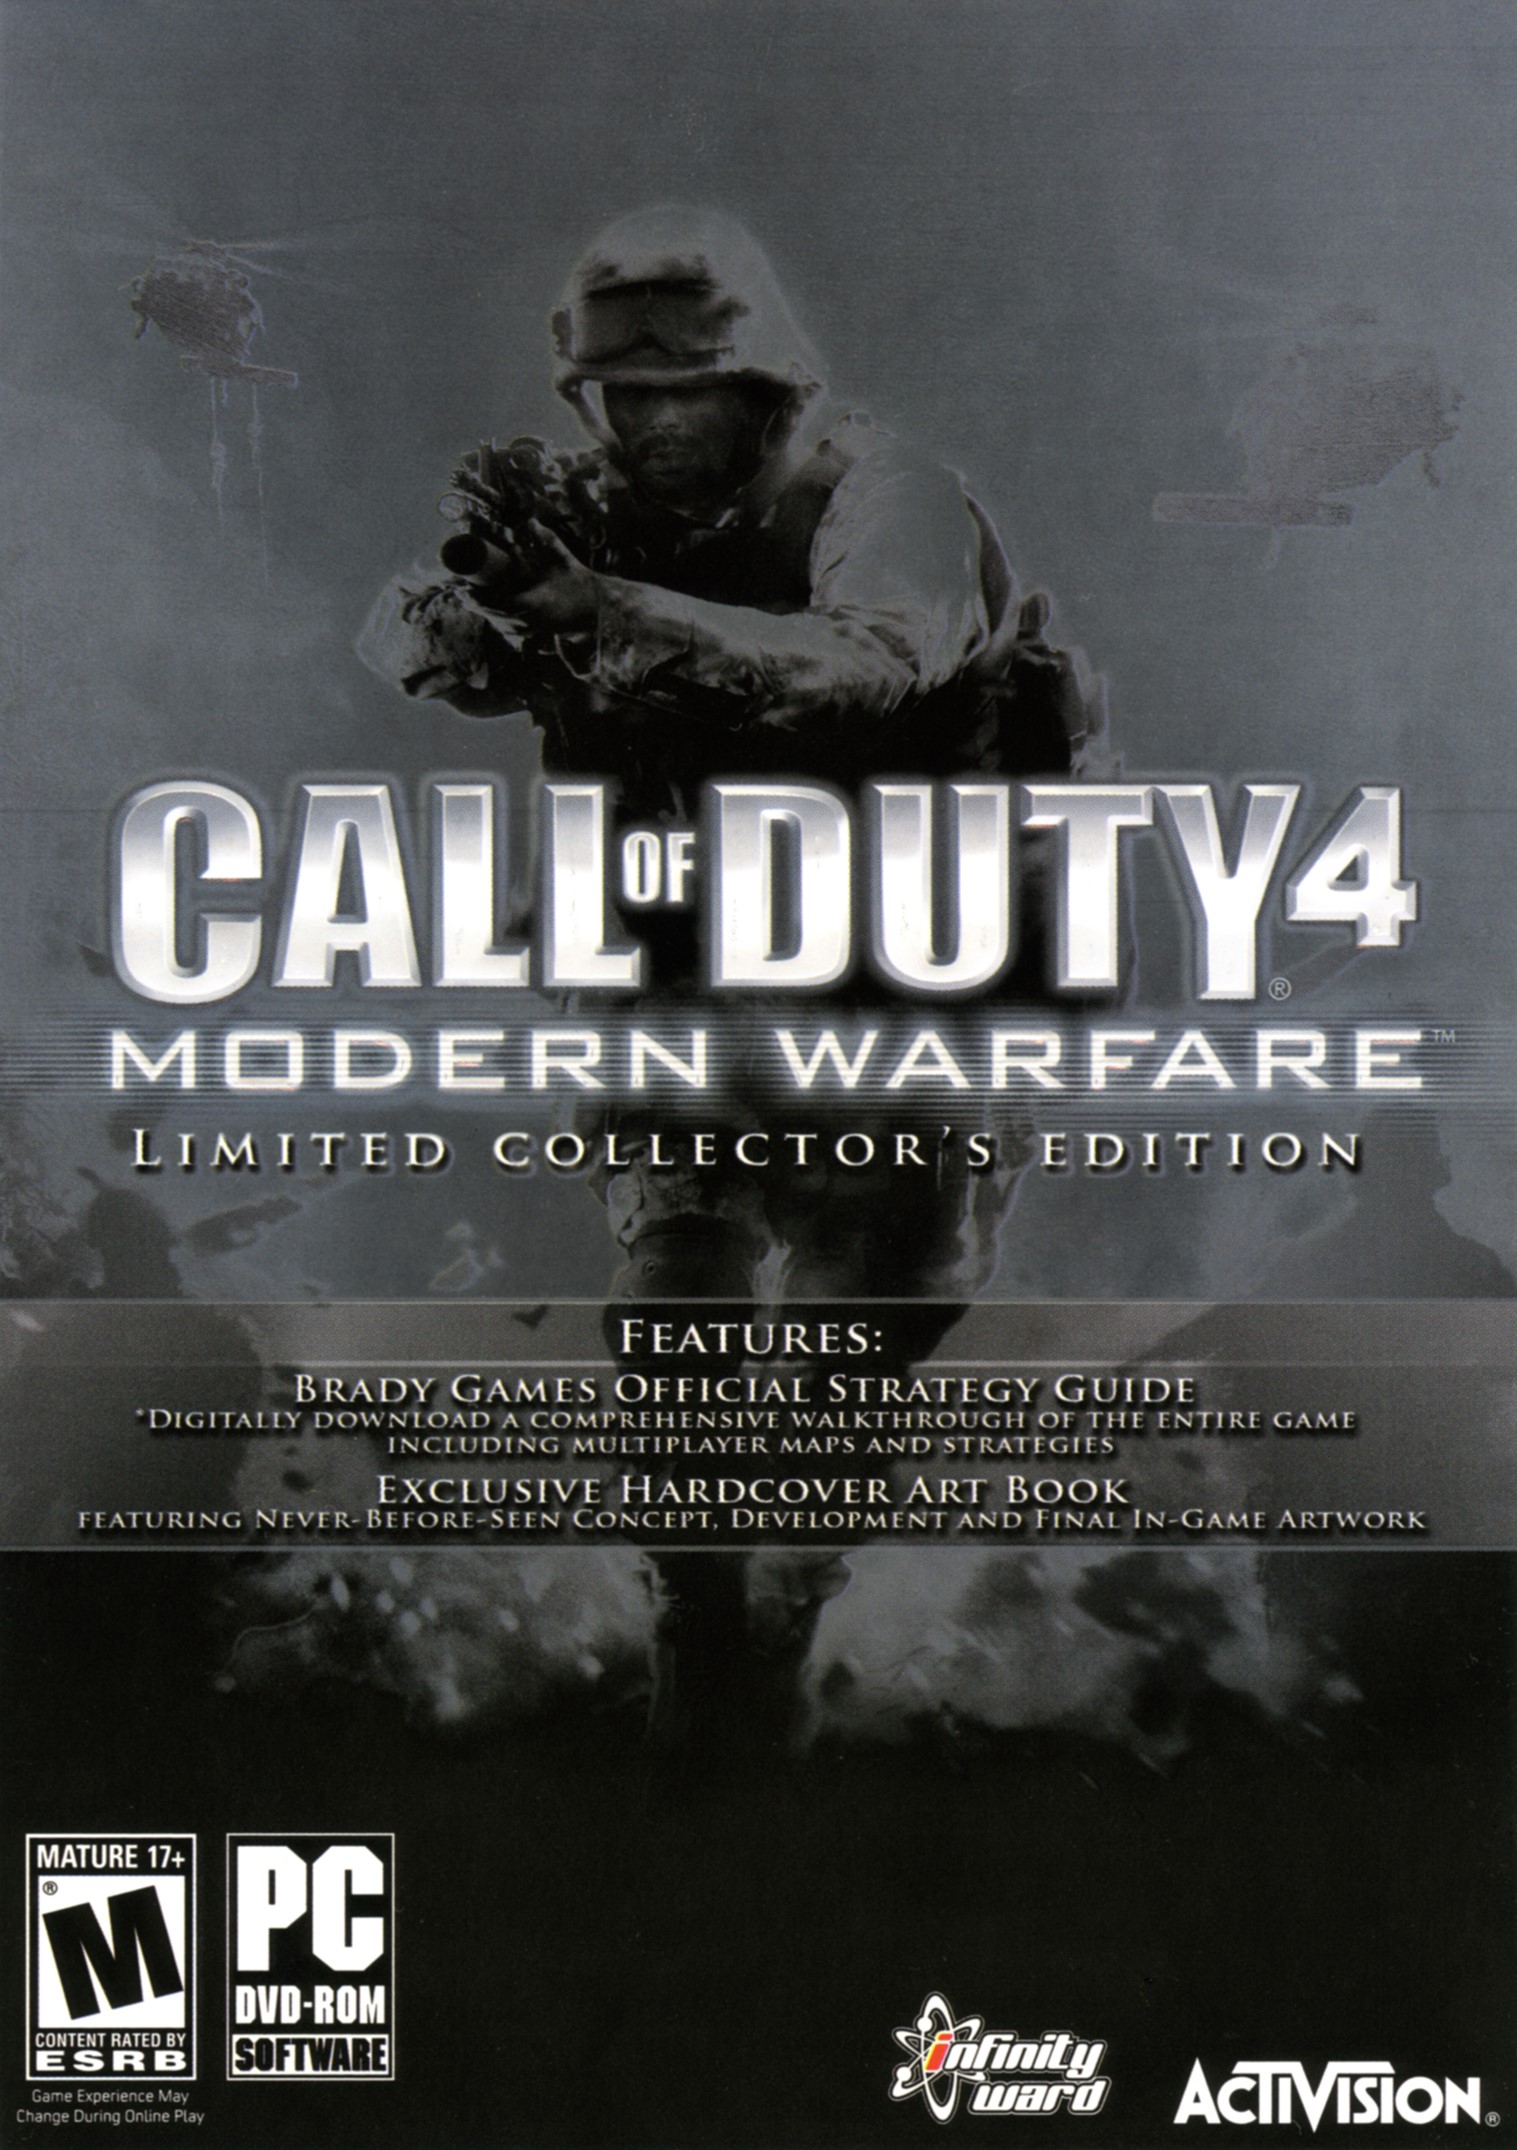 CALL OF DUTY 4 ®
MODERN WARFARE ™
LIMITED COLLECTOR'S EDITION
FEATURES:
BRADY GAMES OFFICIAL STRATEGY GUIDE
*DIGITALLY DOWNLOAD A COMPREHENSIVE WALKTHROUGH OF THE ENTIRE GAME
INCLUDING MULTIPLAYER MAPS AND STRATEGIES
EXCLUSIVE HARDCOVER ART BOOK
FEATURING NEVER-BEFORE-SEEN CONCEPT, DEVELOPMENT AND FINAL IN-GAME ARTWORK
MATURE 17+
® M
CONTENT RATED BY
ESRB
Game Experience May
Change During Online Play
PC
DVD-ROM
SOFTWARE
infinity
ward
ACTIVISION®